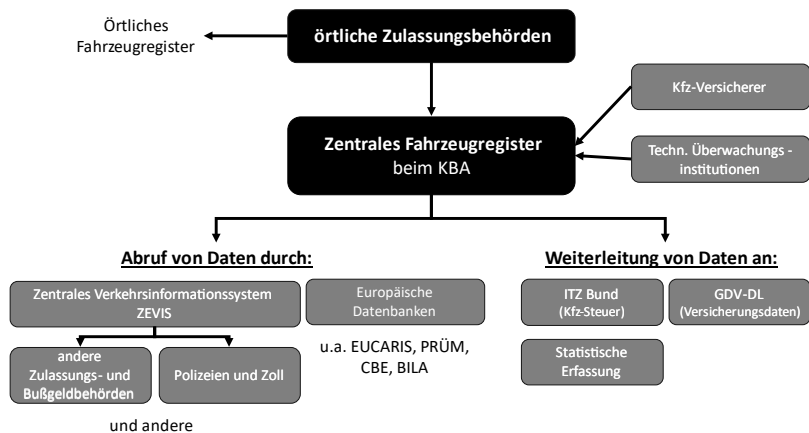 Örtliches
Fahrzeugregister
örtliche Zulassungsbehörden
Kfz-Versicherer
Zentrales Fahrzeugregister
beim KBA
Techn. Überwachungs -
institutionen
Abruf von Daten durch:
Weiterleitung von Daten an:
Zentrales Verkehrsinformationssystem
ZEVIS
Europäische
Datenbanken
ITZ Bund
(Kfz-Steuer)
GDV-DL
(Versicherungsdaten)
andere
Zulassungs- und
Bußgeldbehörden
Polizeien und Zoll
u.a. EUCARIS, PRÜM,
CBE, BILA
Statistische
Erfassung
und andere